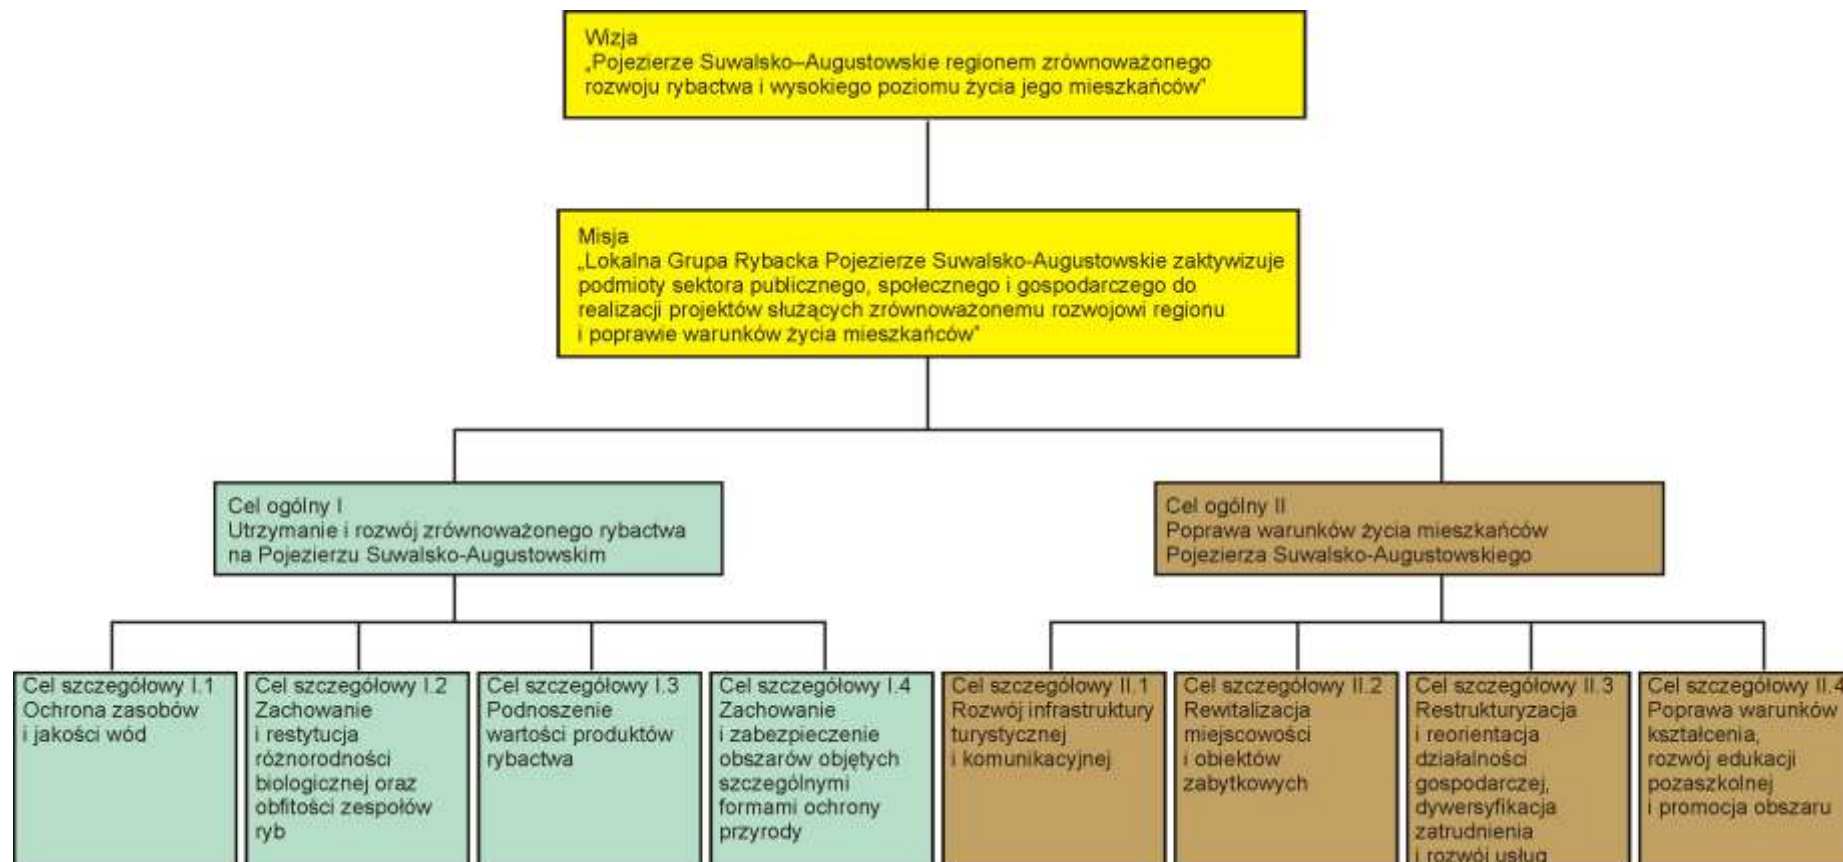 Wizja
„Pojezierze Suwalsko–Augustowskie regionem zrównoważonego
rozwoju rybactwa i wysokiego poziomu życia jego mieszkańców”
Misja
„Lokalna Grupa Rybacka Pojezierze Suwalsko-Augustowskie zaktywizuje
podmioty sektora publicznego, społecznego i gospodarczego do
realizacji projektów służących zrównoważonemu rozwojowi regionu
i poprawie warunków życia mieszkańców”
Cel ogólny I
Utrzymanie i rozwój zrównoważonego rybactwa
na Pojezierzu Suwalsko-Augustowskim
Cel ogólny II
Poprawa warunków życia mieszkańców
Pojezierza Suwalsko-Augustowskiego
Cel szczegółowy I.1
Ochrona zasobów
i jakości wód
Cel szczegółowy I.2
Zachowanie
i restytucja
różnorodności
biologicznej oraz
obfitości zespołów
ryb
Cel szczegółowy I.3
Podnoszenie
wartości produktów
rybactwa
Cel szczegółowy I.4
Zachowanie
i zabezpieczenie
obszarów objętych
szczególnymi
formami ochrony
przyrody
Cel szczegółowy II.1
Rozwój infrastruktury
turystycznej
i komunikacyjnej
Cel szczegółowy II.2
Rewitalizacja
miejscowości
i obiektów
zabytkowych
Cel szczegółowy II.3
Restrukturyzacja
i reorientacja
działalności
gospodarczej,
dywersyfikacja
zatrudnienia
i rozwój usług
Cel szczegółowy II.4
Poprawa warunków
kształcenia,
rozwój edukacji
pozaszkolnej
i promocja obszaru